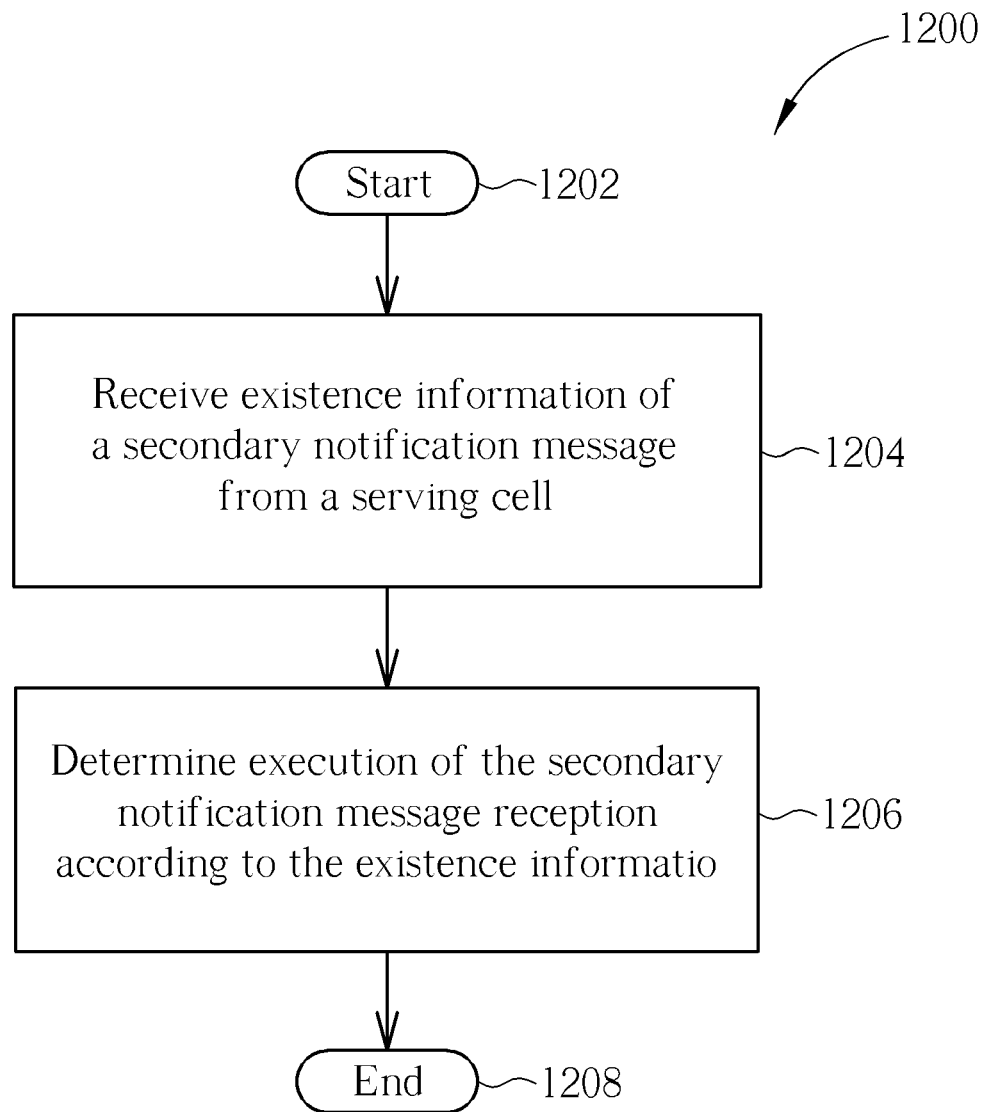 1200
Start
1202
Receive existence information of
a secondary notification message
from a serving cell
1204
Determine execution of the secondary
notification message reception
according to the existence informatio
1206
End
1208